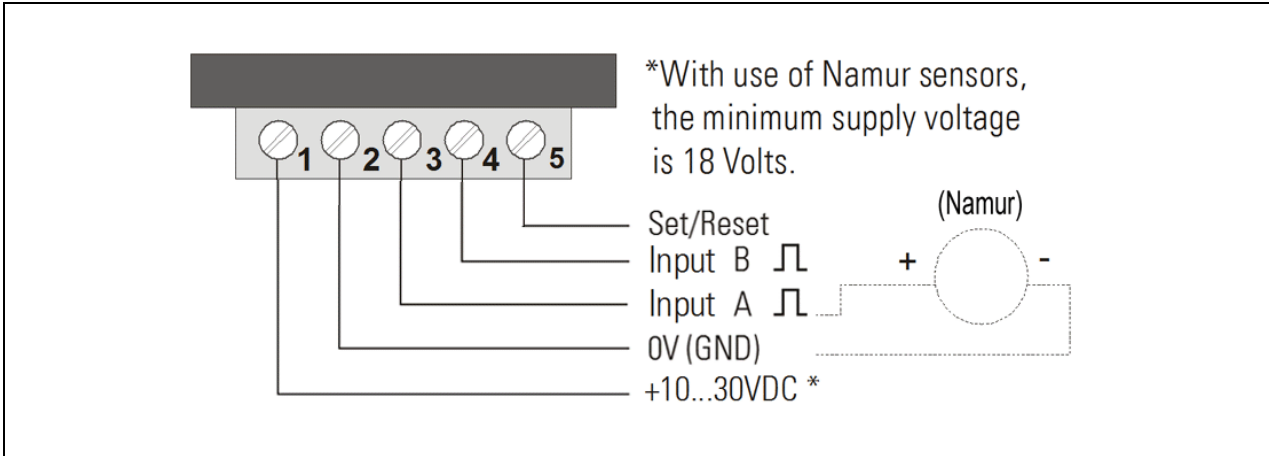 *With use of Namur sensors,
the minimum supply voltage
is 18 Volts.
1 2 3 4 5
(Namur)
Set/Reset
Input B
+ -
Input A
0V (GND)
+10...30VDC *